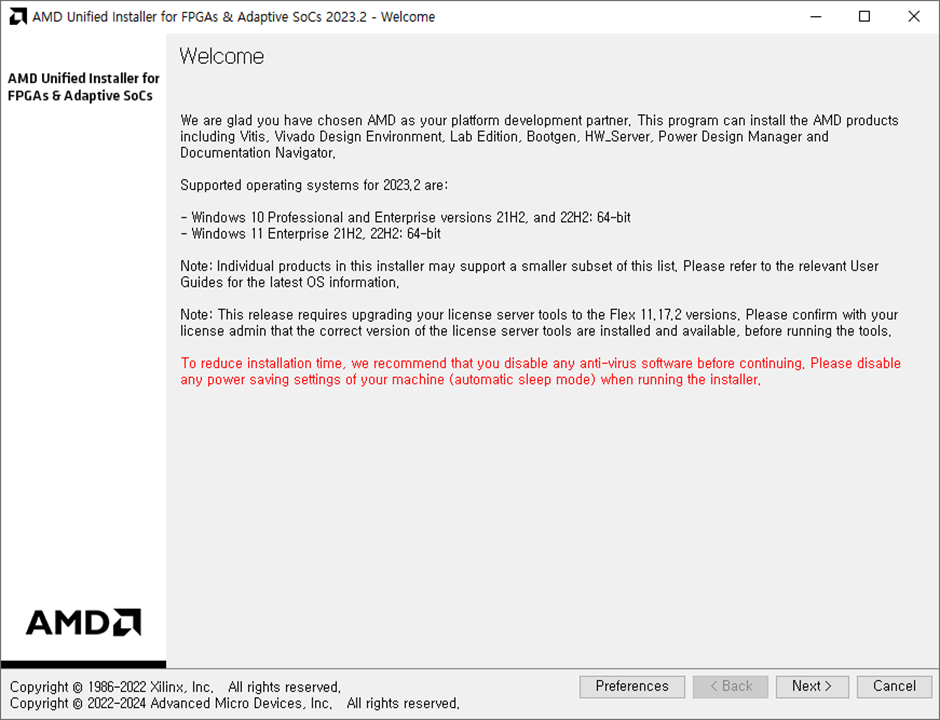 AMD Unified Installer for FPGAs & Adaptive SoCs 2023.2 - Welcome
AMD Unified Installer for
FPGAs & Adaptive SoCs
Welcome
We are glad you have chosen AMD as your platform development partner. This program can install the AMD products
including Vitis, Vivado Design Environment, Lab Edition, Bootgen, HW_Server, Power Design Manager and
Documentation Navigator.
Supported operating systems for 2023.2 are:
- Windows 10 Professional and Enterprise versions 21H2, and 22H2: 64-bit
- Windows 11 Enterprise 21H2, 22H2: 64-bit
Note: Individual products in this installer may support a smaller subset of this list. Please refer to the relevant User
Guides for the latest OS information.
Note: This release requires upgrading your license server tools to the Flex 11.17.2 versions. Please confirm with your
license admin that the correct version of the license server tools are installed and available, before running the tools.
To reduce installation time, we recommend that you disable any anti-virus software before continuing. Please disable
any power saving settings of your machine (automatic sleep mode) when running the installer.
AMD
Copyright © 1986-2022 Xilinx, Inc. All rights reserved.
Copyright © 2022-2024 Advanced Micro Devices, Inc. All rights reserved.
Preferences < Back Next > Cancel